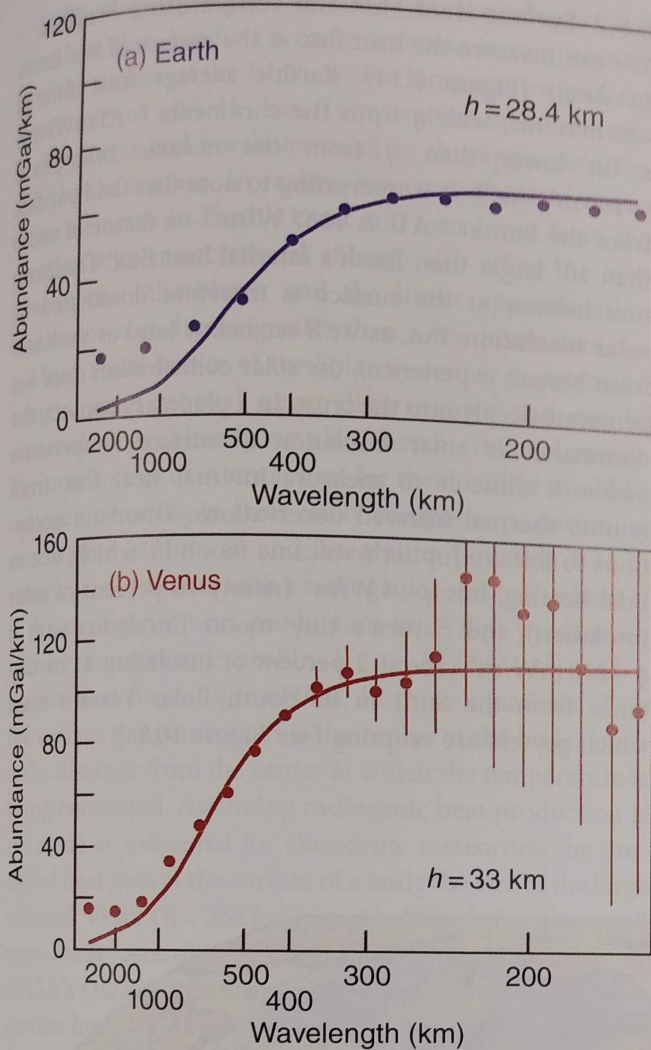 120
(a) Earth
h = 28.4 km
Abundance (mGal/km)
80
40
0
2000 500 300 200
1000 400
Wavelength (km)
160
(b) Venus
Abundance (mGal/km)
120
80
40
h = 33 km
0
2000 500 300 200
1000 400
Wavelength (km)